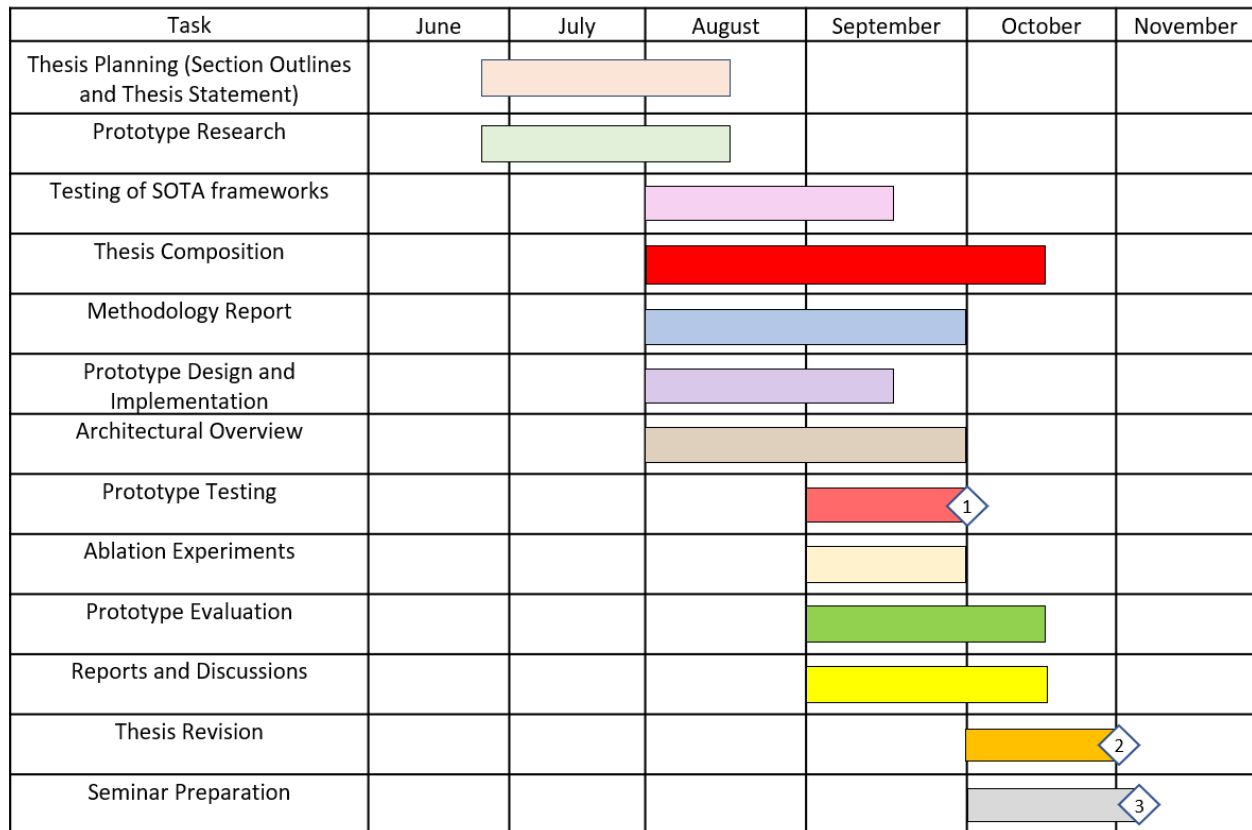 Task June July August September October November
Thesis Planning (Section Outlines
and Thesis Statement)
Prototype Research
Testing of SOTA frameworks
Thesis Composition
Methodology Report
Prototype Design and
Implementation
Architectural Overview
Prototype Testing
1
Ablation Experiments
Prototype Evaluation
Reports and Discussions
Thesis Revision
2
Seminar Preparation
3